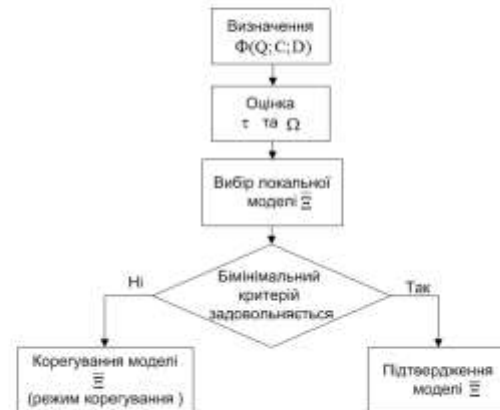 Визначення
Φ(Q;C;D)
Оцінка
τ та Ω
Вибір локальної
моделі Ξ
Бімінімальний
критерій
задовольняється
Ні
Так
Корегування моделі
Ξ
(режим корегування )
Підтвердження
моделі Ξ